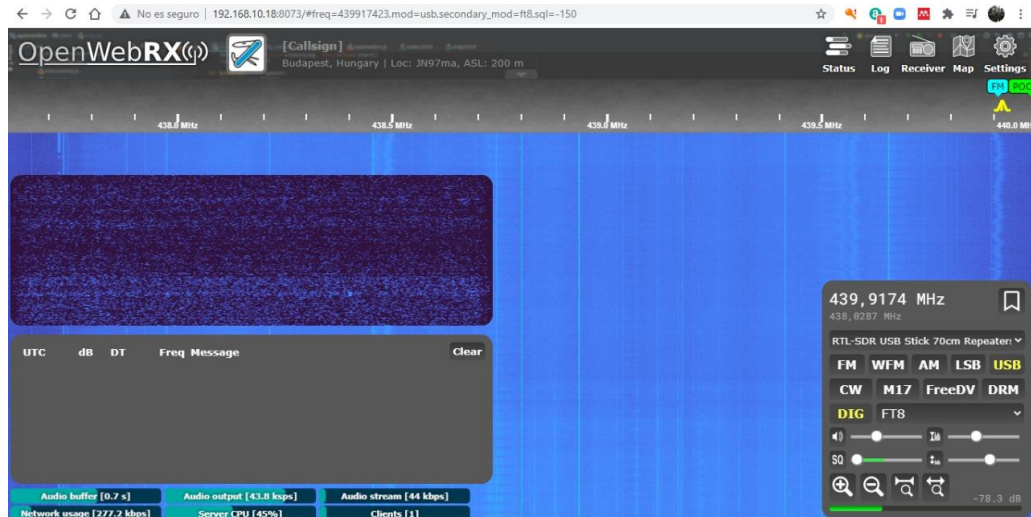 No es seguro | 192.168.10.18:8073/#freq=439917423,mod=usb,secondary_mod=ft8,sql=-150
OpenWebRX
[Callsign]
Budapest, Hungary | Loc: JN97ma, ASL: 200 m
Status Log Receiver Map Settings
FM POC
438.0 MHz 438.5 MHz 439.0 MHz 439.5 MHz 440.0 MH
439,9174 MHz
438,0287 MHz
RTL-SDR USB Stick 70cm Repeaters
FM WFM AM LSB USB
CW M17 FreeDV DRM
DIG FT8
SQ
-78.3 dB
UTC dB DT Freq Message Clear
Audio buffer [0.7 s] Audio output [43.8 ksps] Audio stream [44 kbps]
Network usage [277.2 kbps] Server CPU [45%] Clients [1]